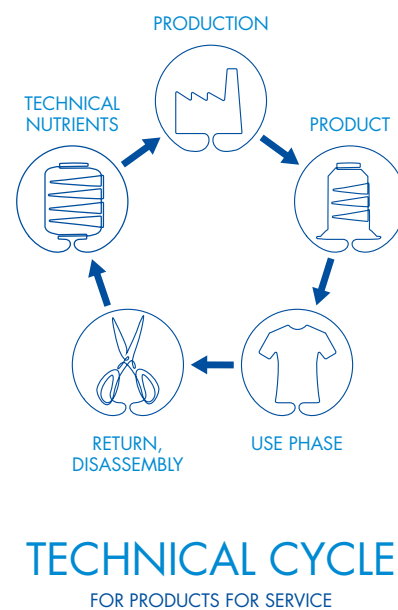 PRODUCTION
TECHNICAL
NUTRIENTS
PRODUCT
RETURN,
DISASSEMBLY
USE PHASE
TECHNICAL CYCLE
FOR PRODUCTS FOR SERVICE